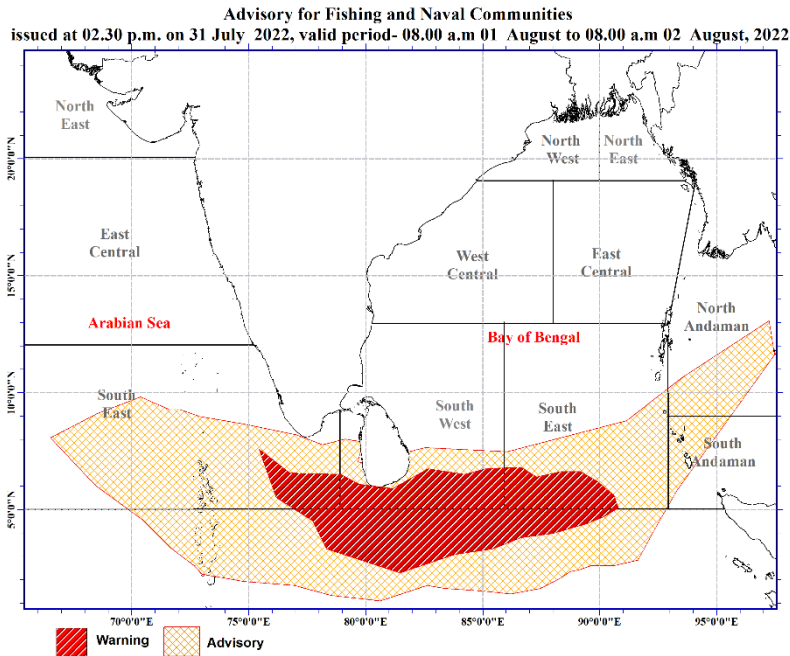 Advisory for Fishing and Naval Communities
issued at 02.30 p.m. on 31 July 2022, valid period- 08.00 a.m 01 August to 08.00 a.m 02 August, 2022
North
East
North
West
North
East
20°0'0"N
East
Central
West
Central
East
Central
15°0'0"N
North
Andaman
Arabian Sea
Bay of Bengal
10°0'0"N
South
East
South
West
South
East
South
Andaman
5°0'0"N
70°0'0"E
75°0'0"E
80°0'0"E
85°0'0"E
90°0'0"E
95°0'0"E
Warning
Advisory